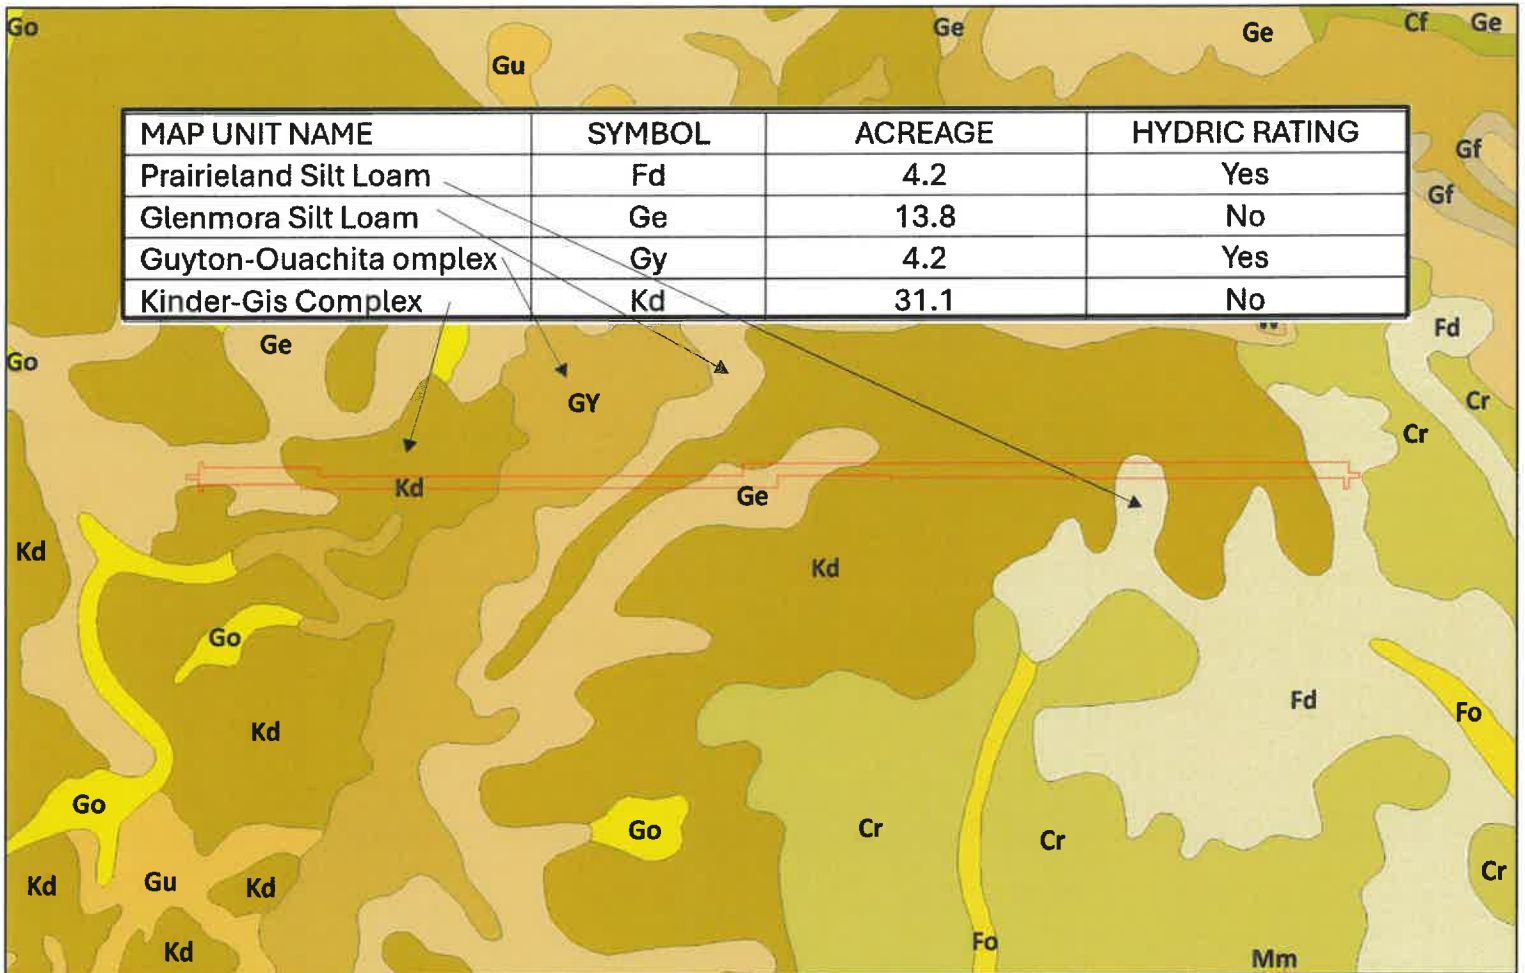 Go
Ge
Ge
Cf
Ge
Gu
MAP UNIT NAME SYMBOL ACREAGE HYDRIC RATING
Prairieland Silt Loam Fd 4.2 Yes
Glenmora Silt Loam Ge 13.8 No
Guyton-Ouachita omplex Gy 4.2 Yes
Kinder-Gis Complex Kd 31.1 No
Gf
Gf
Fd
Ge
Go
GY
Cr
Cr
Kd
Ge
Kd
Kd
Go
Kd
Fd
Fo
Go
Go
Cr
Cr
Cr
Kd
Gu
Kd
Kd
Fo
Mm